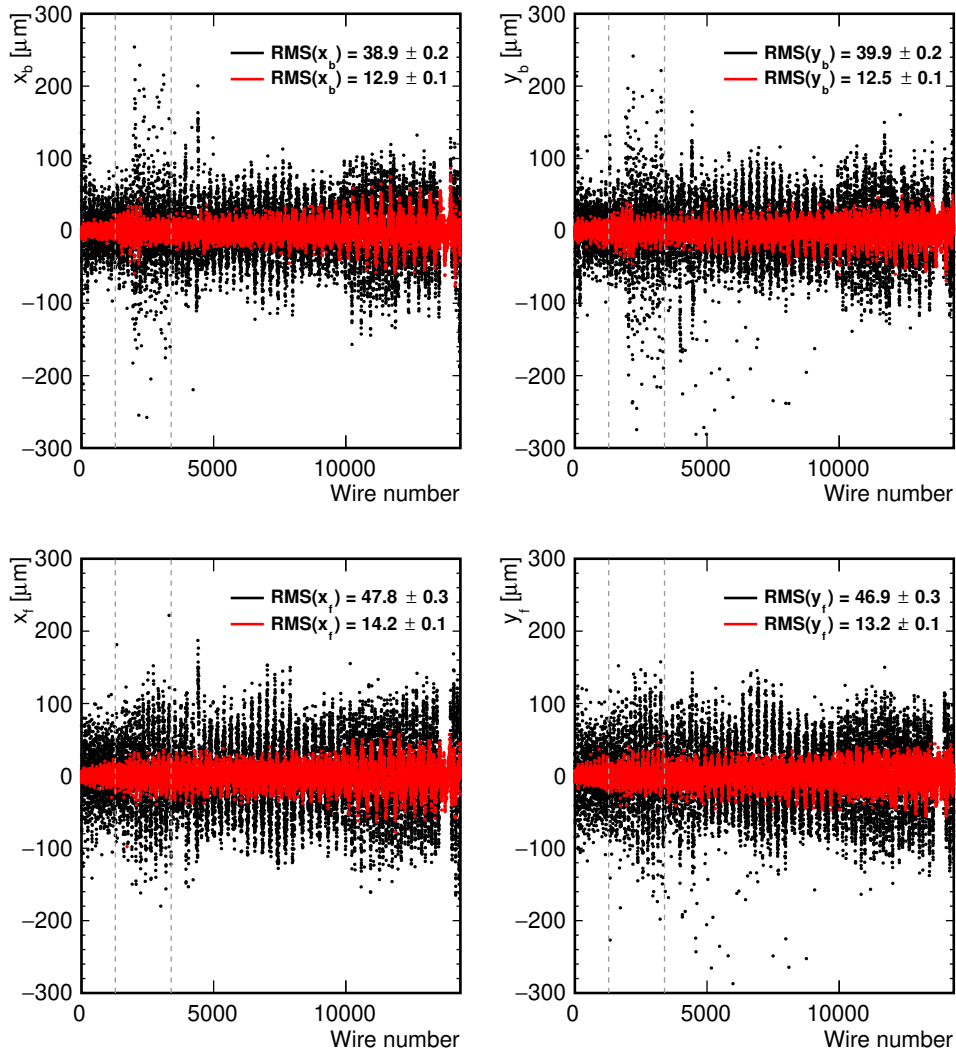 x_b [μm]
300
RMS(x_b) = 38.9 ± 0.2
RMS(x_b) = 12.9 ± 0.1
200
100
0
−100
−200
−300
0 5000 10000
Wire number
y_b [μm]
300
RMS(y_b) = 39.9 ± 0.2
RMS(y_b) = 12.5 ± 0.1
200
100
0
−100
−200
−300
0 5000 10000
Wire number
x_f [μm]
300
RMS(x_f) = 47.8 ± 0.3
RMS(x_f) = 14.2 ± 0.1
200
100
0
−100
−200
−300
0 5000 10000
Wire number
y_f [μm]
300
RMS(y_f) = 46.9 ± 0.3
RMS(y_f) = 13.2 ± 0.1
200
100
0
−100
−200
−300
0 5000 10000
Wire number